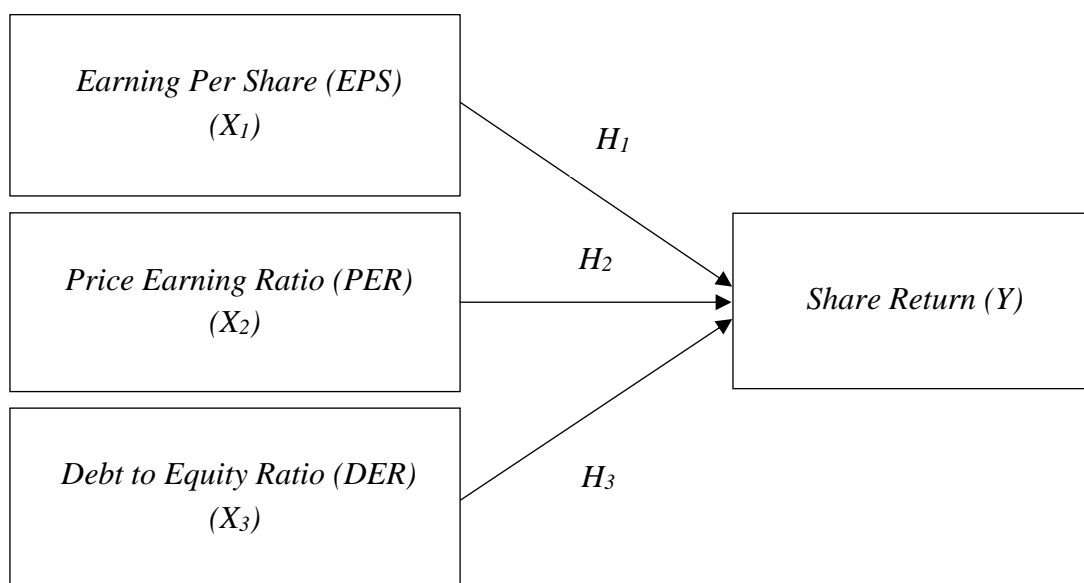 Earning Per Share (EPS)
(X1)
H1
Price Earning Ratio (PER)
(X2)
H2
Share Return (Y)
Debt to Equity Ratio (DER)
(X3)
H3